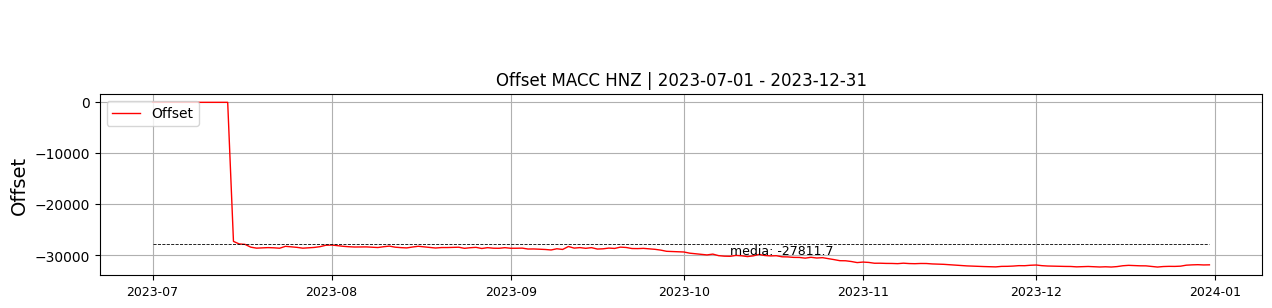 Offset MACC HNZ | 2023-07-01 - 2023-12-31
Offset
Offset
0
−10000
−20000
−30000
media: -27811.7
2023-07
2023-08
2023-09
2023-10
2023-11
2023-12
2024-01